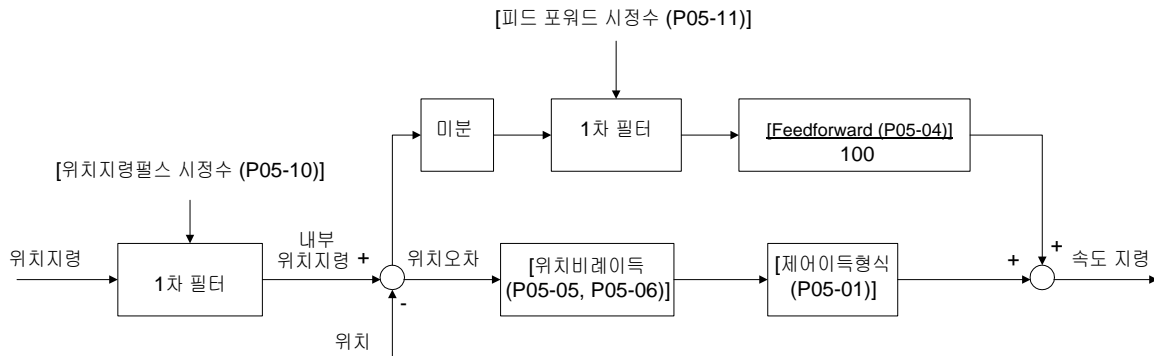 [피드 포워드 시정수 (P05-11)]
미분
1차 필터
[Feedforward (P05-04)]
100
[위치지령펄스 시정수 (P05-10)]
위치지령
1차 필터
내부
위치지령 +
-
위치
위치오차
[위치비례이득
(P05-05, P05-06)]
[제어이득형식
(P05-01)]
+
+
속도 지령